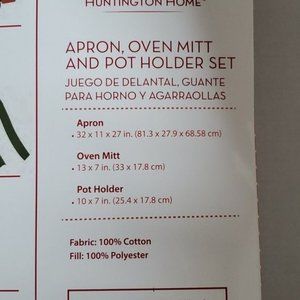 HUNTINGTON HOME
APRON, OVEN MITT
AND POT HOLDER SET
JUEGO DE DELANTAL, GUANTE
PARA HORNO Y AGARRAOLLAS
Apron
• 32 x 11 x 27 in. (81.3 x 27.9 x 68.58 cm)
Oven Mitt
• 13 x 7 in. (33 x 17.8 cm)
Pot Holder
• 10 x 7 in. (25.4 x 17.8 cm)
Fabric: 100% Cotton
Fill: 100% Polyester